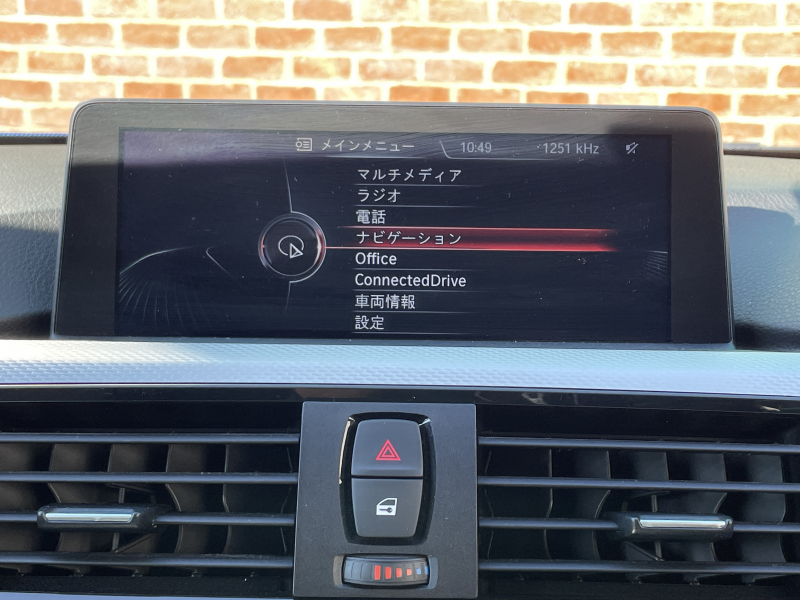 メインメニュー 10:49 1251 kHz
マルチメディア
ラジオ
電話
ナビゲーション
Office
ConnectedDrive
車両情報
設定